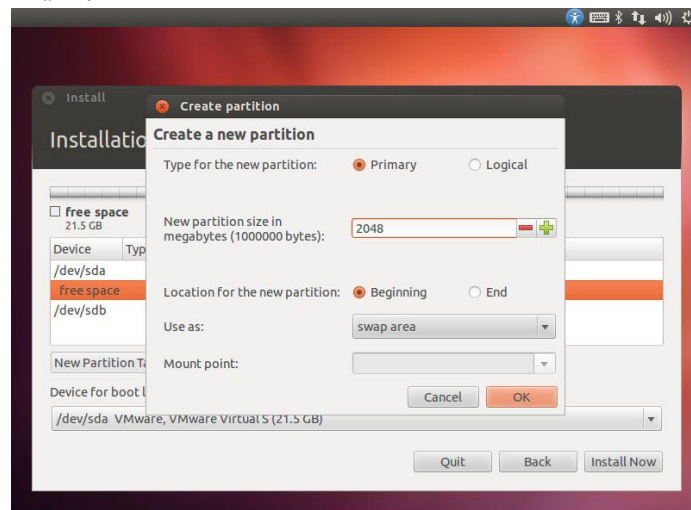 Install
Create partition
Installatio
Create a new partition
Type for the new partition: Primary Logical
free space
21.5 GB
New partition size in
megabytes (1000000 bytes): 2048
Device Typ
/dev/sda
free space
/dev/sdb
Location for the new partition: Beginning End
Use as: swap area
New Partition Ta
Mount point:
Device for boot l
Cancel OK
/dev/sda VMware, VMware Virtual S (21.5 GB)
Quit Back Install Now